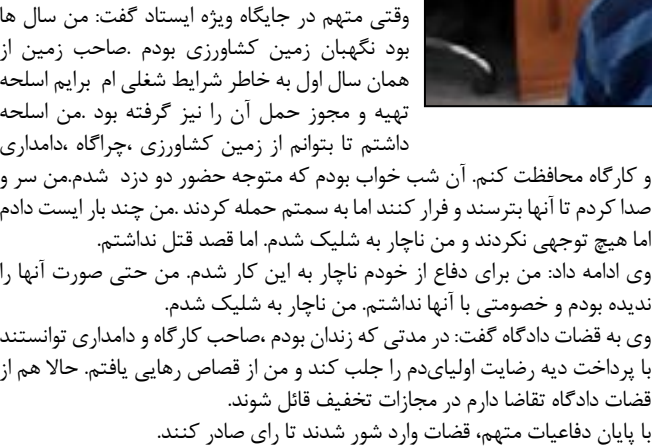 وقتی متهم در جایگاه ویژه ایستاد گفت: من سال ها
بود نگهبان زمین کشاورزی بودم .صاحب زمین از
همان سال اول به خاطر شرایط شغلی ام برایم اسلحه
تهیه و مجوز حمل آن را نیز گرفته بود .من اسلحه
داشتم تا بتوانم از زمین کشاورزی ،چراگاه ،دامداری
و کارگاه محافظت کنم. آن شب خواب بودم که متوجه حضور دو دزد شدم.من سر و
صدا کردم تا آنها بترسند و فرار کنند اما به سمتم حمله کردند .من چند بار ایست دادم
اما هیچ توجهی نکردند و من ناچار به شلیک شدم. اما قصد قتل نداشتم.
وی ادامه داد: من برای دفاع از خودم ناچار به این کار شدم. من حتی صورت آنها را
ندیده بودم و خصومتی با آنها نداشتم. من ناچار به شلیک شدم.
وی به قضات دادگاه گفت: در مدتی که زندان بودم ،صاحب کارگاه و دامداری توانستند
با پرداخت دیه رضایت اولیای‌دم را جلب کند و من از قصاص رهایی یافتم. حالا هم از
قضات دادگاه تقاضا دارم در مجازات تخفیف قائل شوند.
با پایان دفاعیات متهم، قضات وارد شور شدند تا رای صادر کنند.